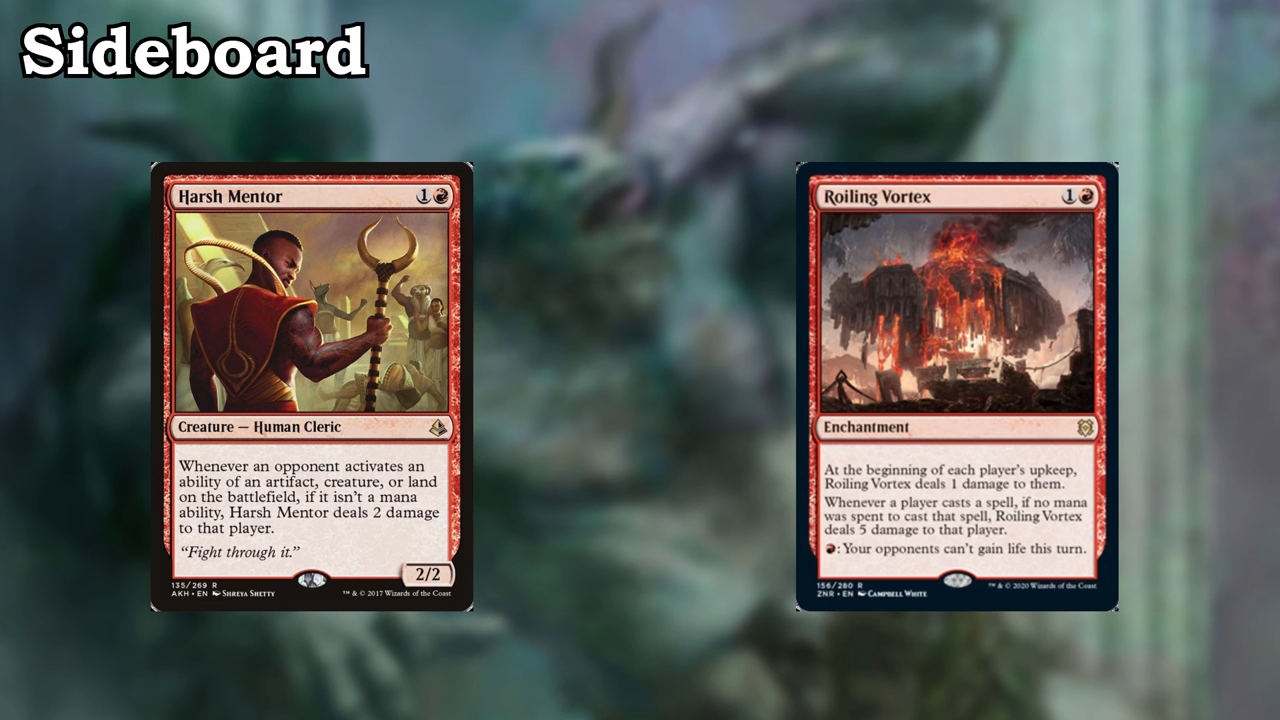 Sideboard
Harsh Mentor 1
Creature — Human Cleric
Whenever an opponent activates an
ability of an artifact, creature, or land
on the battlefield, if it isn't a mana
ability, Harsh Mentor deals 2 damage
to that player.
"Fight through it."
2/2
135/269 R
AKH • EN Shreya Shetty
™ & © 2017 Wizards of the Coast
Roiling Vortex 1
Enchantment
At the beginning of each player's upkeep,
Roiling Vortex deals 1 damage to them.
Whenever a player casts a spell, if no mana
was spent to cast that spell, Roiling Vortex
deals 5 damage to that player.
: Your opponents can't gain life this turn.
156/280 R
ZNR • EN Campbell White
™ & © 2020 Wizards of the Coast